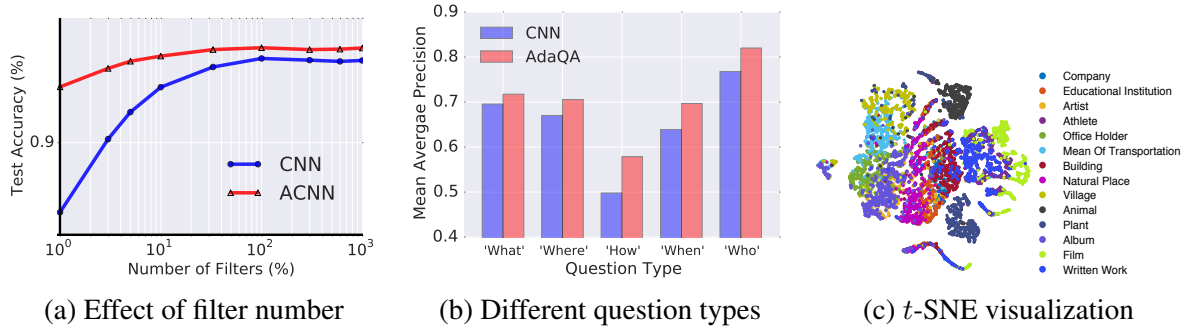 Test Accuracy (%)
0.9
CNN
ACNN
10^0
10^1
10^2
10^3
Number of Filters (%)
(a) Effect of filter number
Mean Avergae Precision
0.9
0.8
0.7
0.6
0.5
0.4
CNN
AdaQA
'What'
'Where'
'How'
'When'
'Who'
Question Type
(b) Different question types
Company
Educational Institution
Artist
Athlete
Office Holder
Mean Of Transportation
Building
Natural Place
Village
Animal
Plant
Album
Film
Written Work
(c) t-SNE visualization